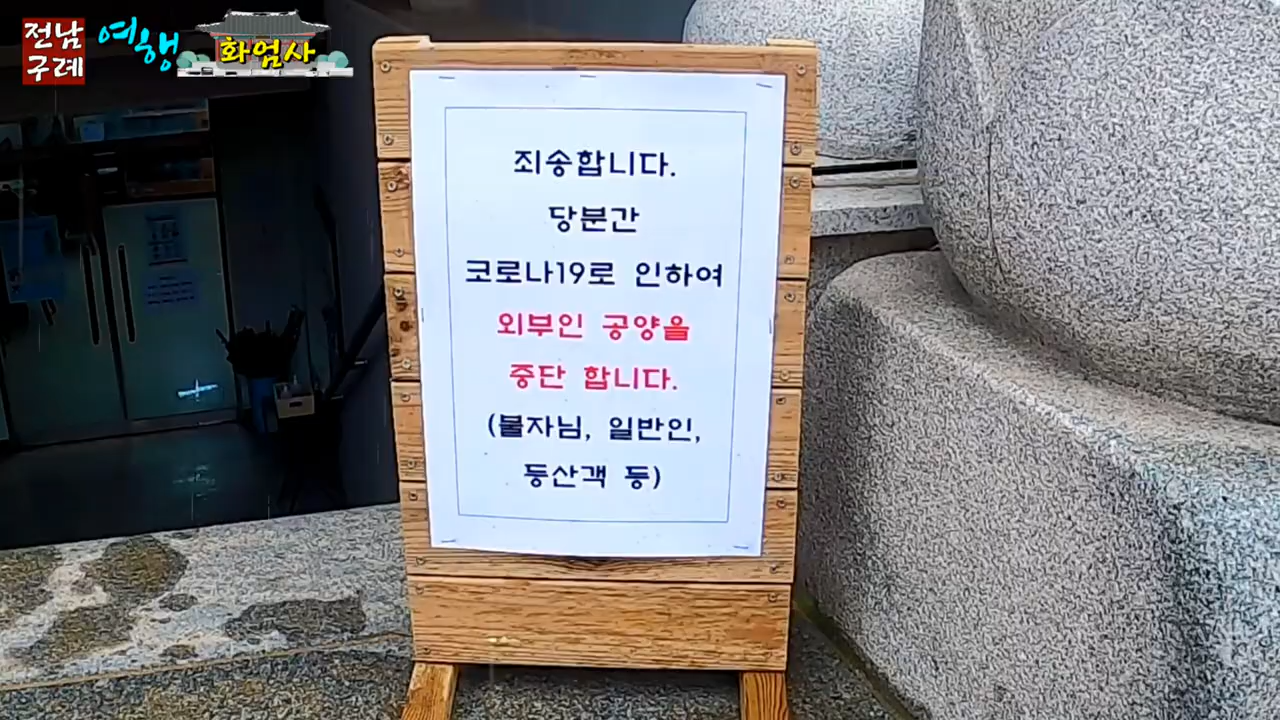 전남
구례
여행
화엄사
죄송합니다.
당분간
코로나19로 인하여
외부인 공양을
중단 합니다.
(불자님, 일반인,
등산객 등)